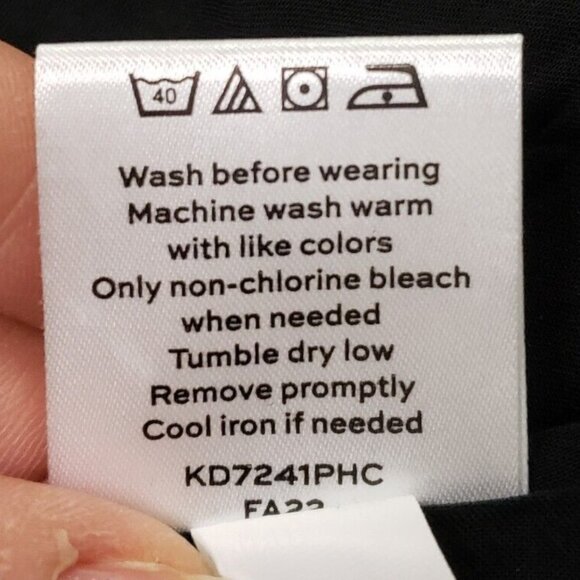 40
Wash before wearing
Machine wash warm
with like colors
Only non-chlorine bleach
when needed
Tumble dry low
Remove promptly
Cool iron if needed
KD7241PHC